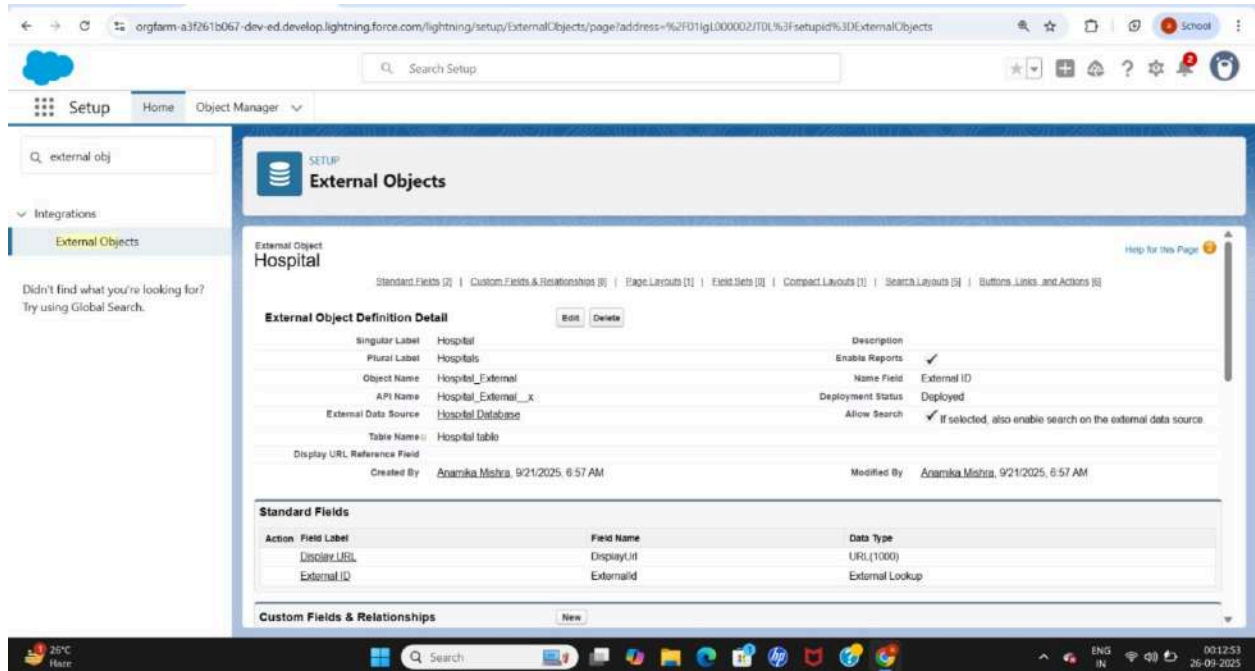 orgfarm-a3f261b067-dev-ed.develop.lightning.force.com/lightning/setup/ExternalObjects/page?address=%2F01IgL000002JT0L%3Fsetupid%3DExternalObjects
School
Search Setup
2
Setup Home Object Manager
external obj
Integrations
External Objects
Didn't find what you're looking for?
Try using Global Search.
SETUP
External Objects
External Object
Hospital
Help for this Page
Standard Fields [2] | Custom Fields & Relationships [0] | Page Layouts [1] | Field Sets [0] | Compact Layouts [1] | Search Layouts [5] | Buttons, Links, and Actions [6]
External Object Definition Detail Edit Delete
Singular Label Hospital Description
Plural Label Hospitals Enable Reports ✓
Object Name Hospital_External Name Field External ID
API Name Hospital_External__x Deployment Status Deployed
External Data Source Hospital Database Allow Search ✓ If selected, also enable search on the external data source.
Table Name Hospital table
Display URL Reference Field
Created By Anamika Mishra, 9/21/2025, 6:57 AM Modified By Anamika Mishra, 9/21/2025, 6:57 AM
Standard Fields
Action Field Label Field Name Data Type
Display URL DisplayUrl URL(1000)
External ID ExternalId External Lookup
Custom Fields & Relationships New
26°C
Haze
Search
ENG
IN
00:12:53
26-09-2025